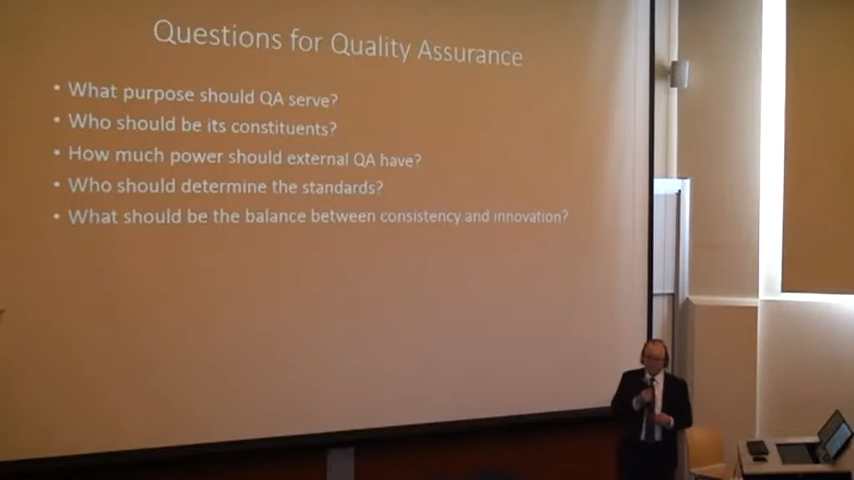 Questions for Quality Assurance
• What purpose should QA serve?
• Who should be its constituents?
• How much power should external QA have?
• Who should determine the standards?
• What should be the balance between consistency and innovation?